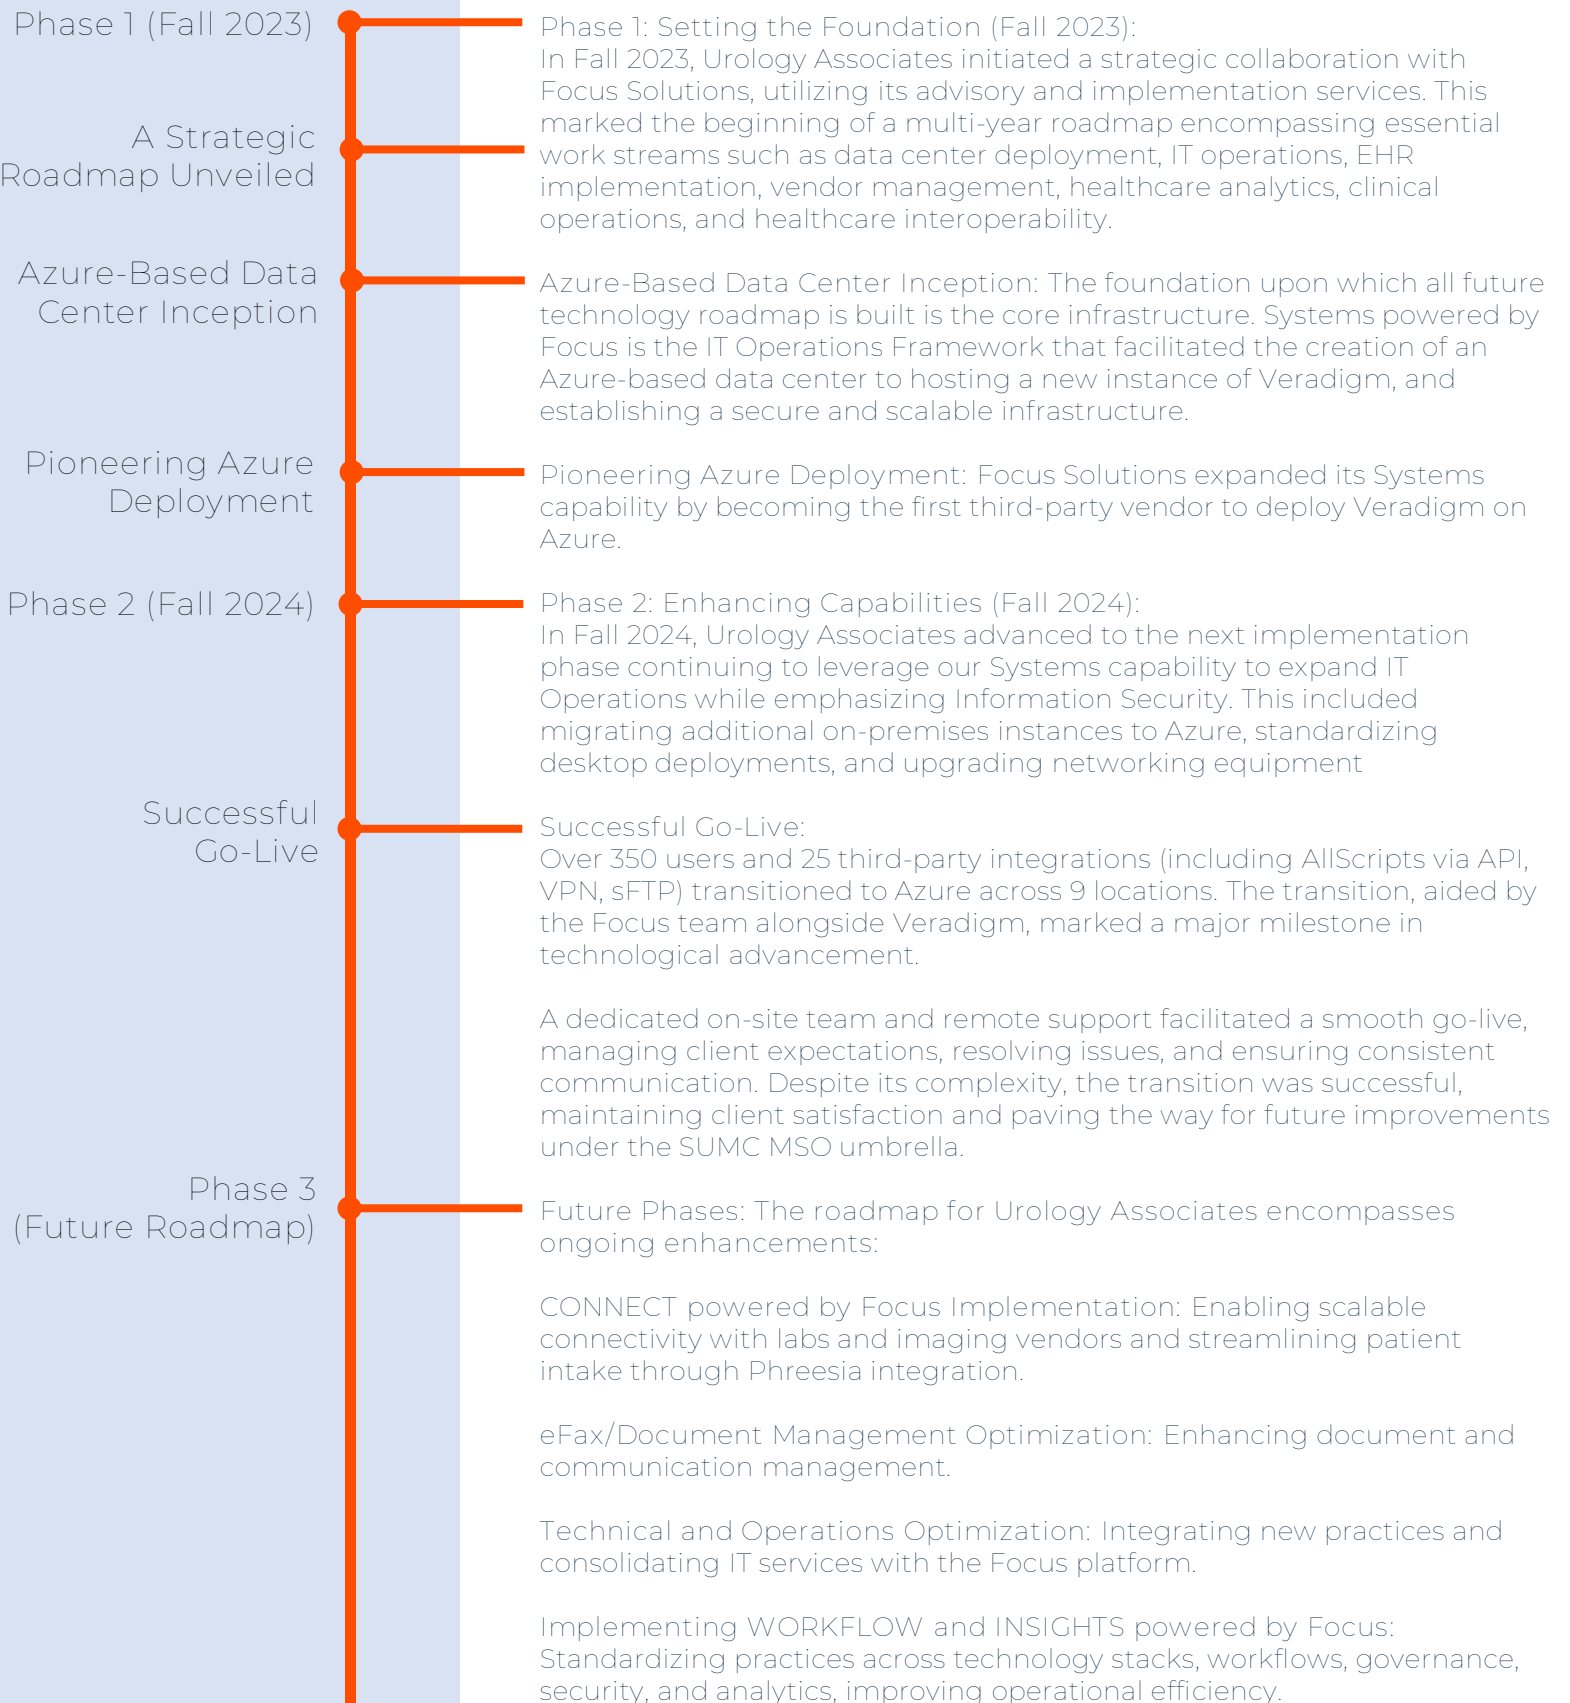 Phase 1 (Fall 2023)
Phase 1: Setting the Foundation (Fall 2023):
In Fall 2023, Urology Associates initiated a strategic collaboration with
Focus Solutions, utilizing its advisory and implementation services. This
marked the beginning of a multi-year roadmap encompassing essential
work streams such as data center deployment, IT operations, EHR
implementation, vendor management, healthcare analytics, clinical
operations, and healthcare interoperability.
A Strategic
Roadmap Unveiled
Azure-Based Data
Center Inception
Azure-Based Data Center Inception: The foundation upon which all future
technology roadmap is built is the core infrastructure. Systems powered by
Focus is the IT Operations Framework that facilitated the creation of an
Azure-based data center to hosting a new instance of Veradigm, and
establishing a secure and scalable infrastructure.
Pioneering Azure
Deployment
Pioneering Azure Deployment: Focus Solutions expanded its Systems
capability by becoming the first third-party vendor to deploy Veradigm on
Azure.
Phase 2 (Fall 2024)
Phase 2: Enhancing Capabilities (Fall 2024):
In Fall 2024, Urology Associates advanced to the next implementation
phase continuing to leverage our Systems capability to expand IT
Operations while emphasizing Information Security. This included
migrating additional on-premises instances to Azure, standardizing
desktop deployments, and upgrading networking equipment
Successful
Go-Live
Successful Go-Live:
Over 350 users and 25 third-party integrations (including AllScripts via API,
VPN, sFTP) transitioned to Azure across 9 locations. The transition, aided by
the Focus team alongside Veradigm, marked a major milestone in
technological advancement.
A dedicated on-site team and remote support facilitated a smooth go-live,
managing client expectations, resolving issues, and ensuring consistent
communication. Despite its complexity, the transition was successful,
maintaining client satisfaction and paving the way for future improvements
under the SUMC MSO umbrella.
Phase 3
(Future Roadmap)
Future Phases: The roadmap for Urology Associates encompasses
ongoing enhancements:
CONNECT powered by Focus Implementation: Enabling scalable
connectivity with labs and imaging vendors and streamlining patient
intake through Phreesia integration.
eFax/Document Management Optimization: Enhancing document and
communication management.
Technical and Operations Optimization: Integrating new practices and
consolidating IT services with the Focus platform.
Implementing WORKFLOW and INSIGHTS powered by Focus:
Standardizing practices across technology stacks, workflows, governance,
security, and analytics, improving operational efficiency.